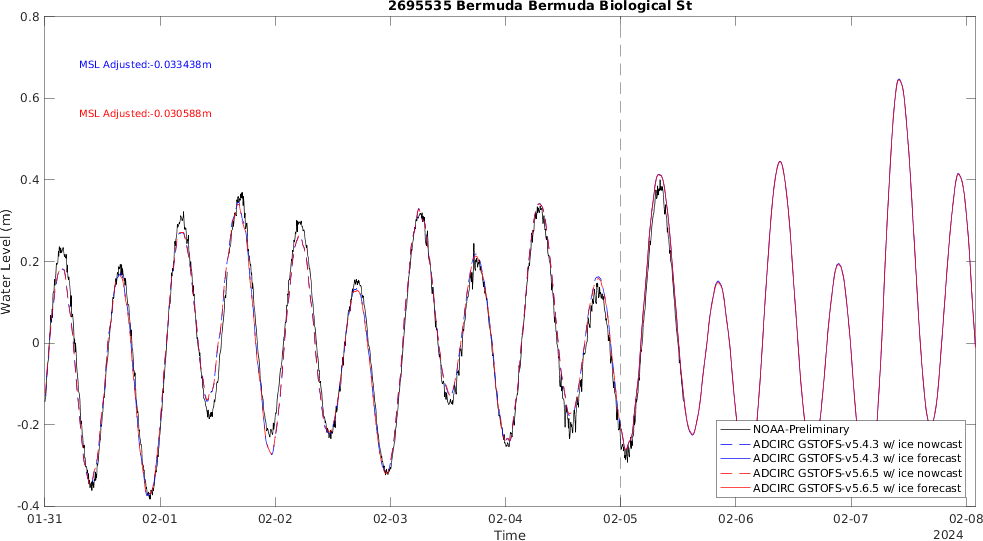 2695535 Bermuda Bermuda Biological St
0.8
MSL Adjusted:-0.033438m
0.6
MSL Adjusted:-0.030588m
0.4
0.2
0
-0.2
-0.4
Water Level (m)
NOAA-Preliminary
ADCIRC GSTOFS-v5.4.3 w/ ice nowcast
ADCIRC GSTOFS-v5.4.3 w/ ice forecast
ADCIRC GSTOFS-v5.6.5 w/ ice nowcast
ADCIRC GSTOFS-v5.6.5 w/ ice forecast
01-31 02-01 02-02 02-03 02-04 02-05 02-06 02-07 02-08
Time
2024